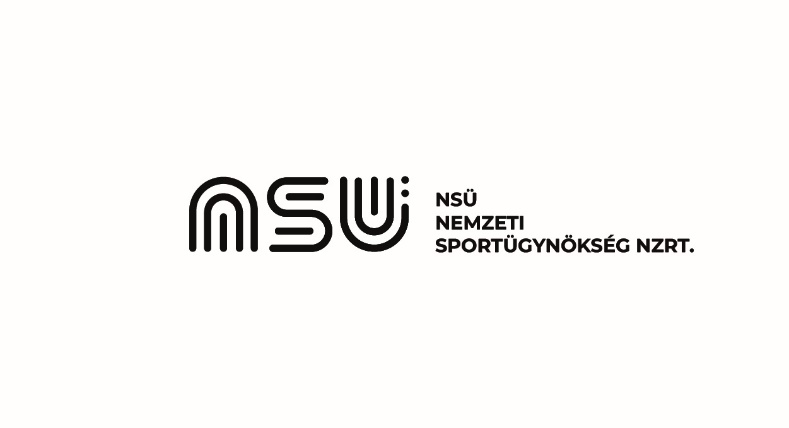 nsü
NSÜ
NEMZETI
SPORTÜGYNÖKSÉG NZRT.